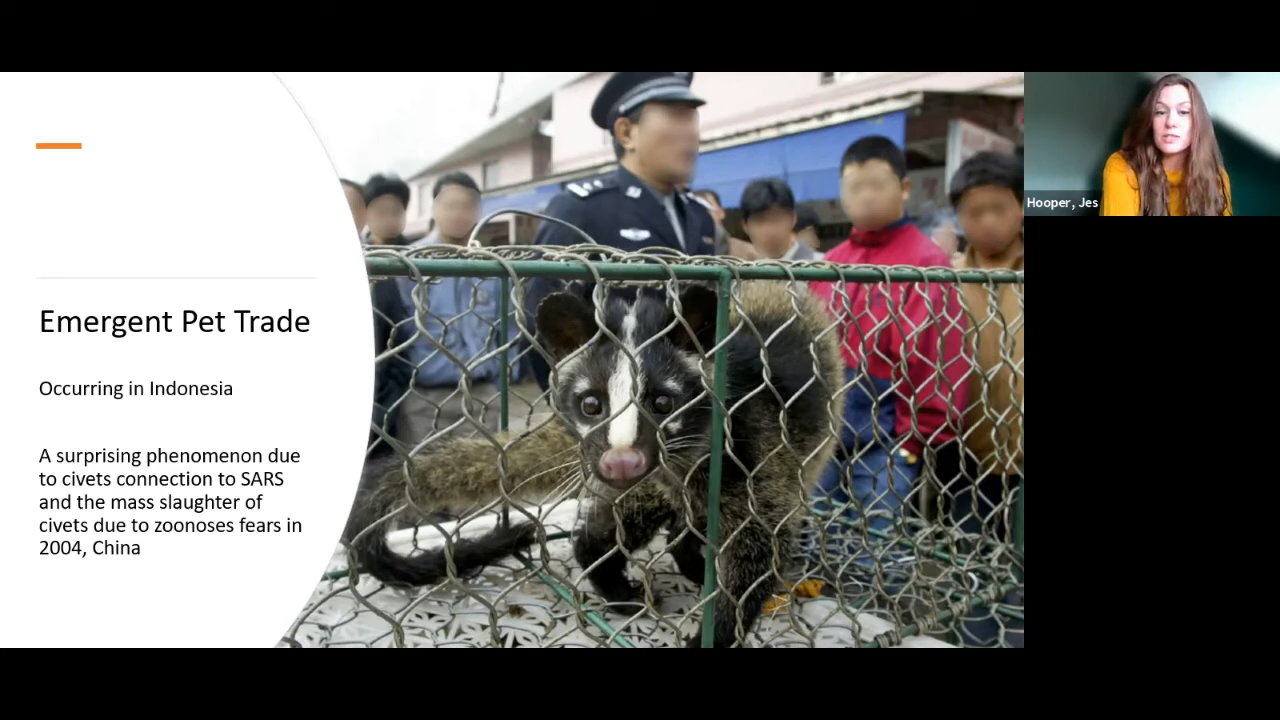 Emergent Pet Trade
Occurring in Indonesia
A surprising phenomenon due
to civets connection to SARS
and the mass slaughter of
civets due to zoonoses fears in
2004, China
Hooper, Jes